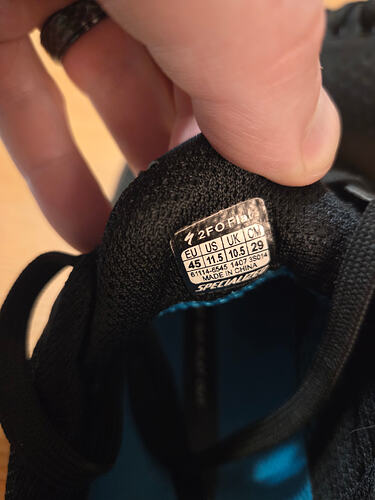 2FO Flat
EU US UK CM
45 11.5 10.5 29
61114-6545 1407 3S014
MADE IN CHINA
SPECIALIZED